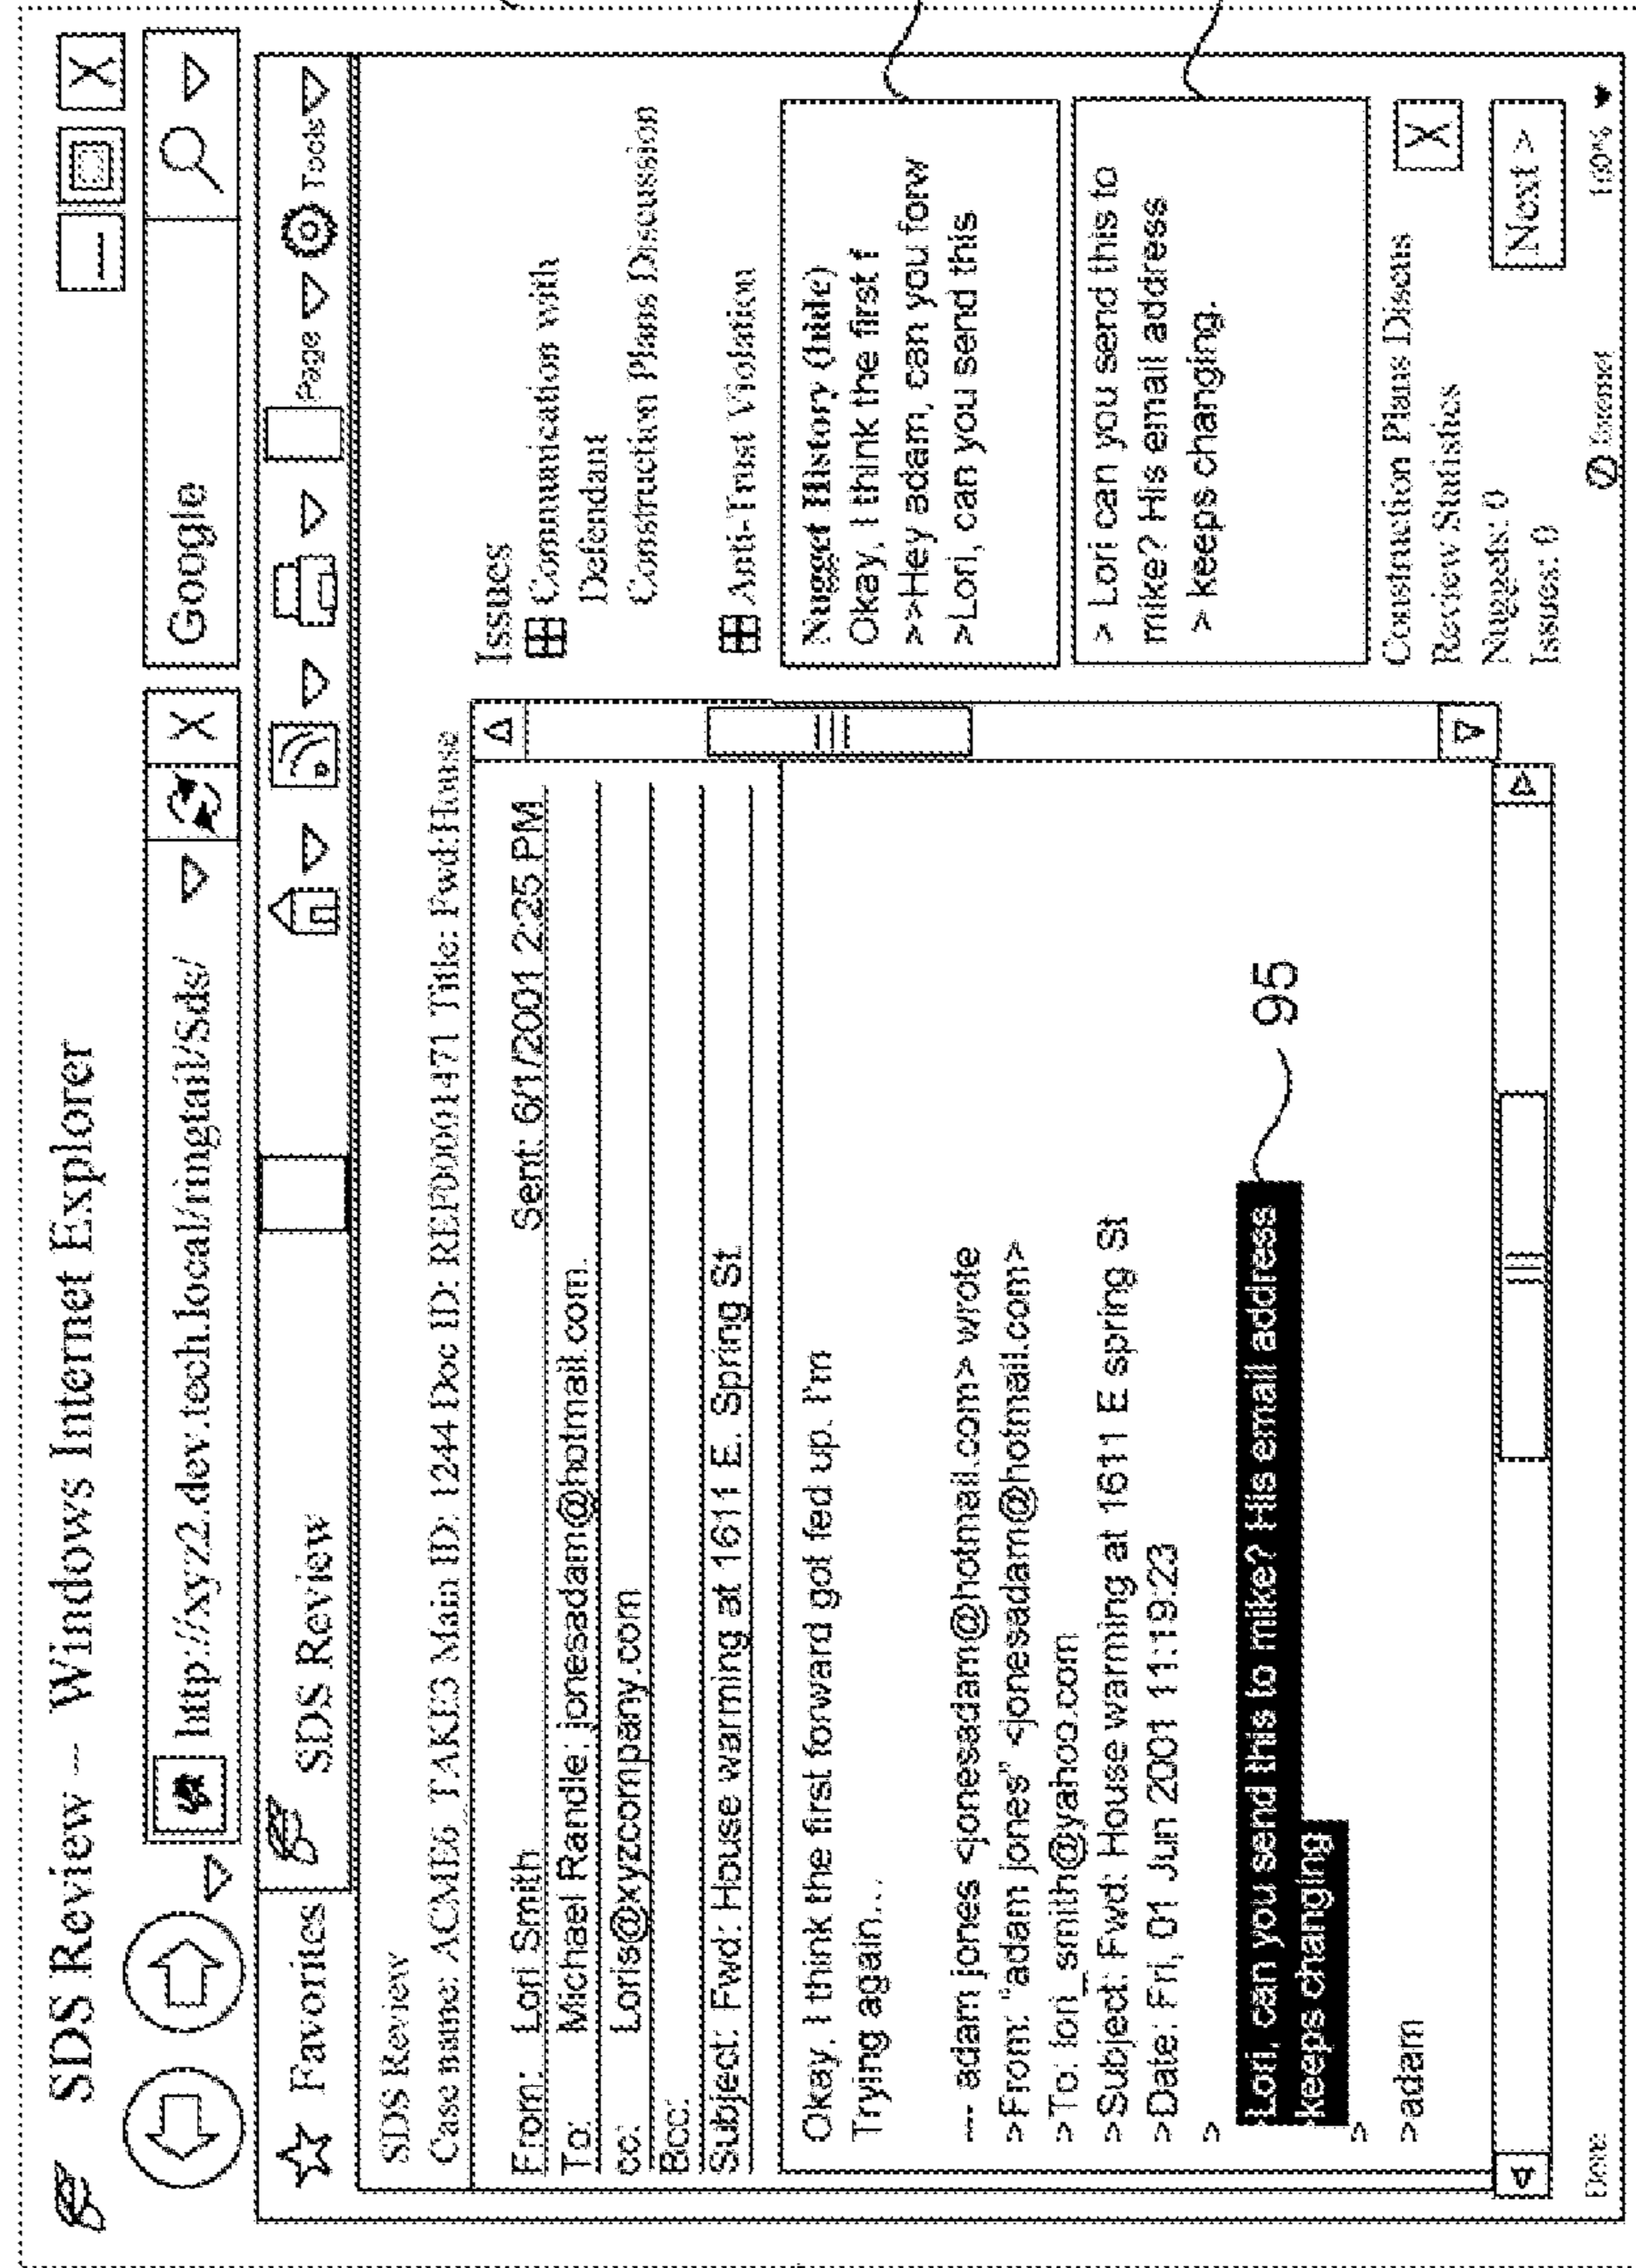 SDS Review – Windows Internet Explorer
http://xyz2.dev.tech.local/ringtail/Sds/
Google
Favorites
SDS Review
Page
Tools
SDS Review
Case name: ACME6_TAKE3 Main ID: 1244 Doc ID: REF00001471 Title: Fwd:House
From: Lori Smith
Sent: 6/1/2001 2:25 PM
To: Michael Randle; jonesadam@hotmail.com.
cc: Loris@xyzcompany.com
Bcc:
Subject: Fwd: House warming at 1611 E. Spring St.
Okay, I think the first forward got fed up. I'm
Trying again...
--- adam jones <jonesadam@hotmail.com> wrote
>From: "adam jones" <jonesadam@hotmail.com>
>To: lori_smith@yahoo.com
>Subject: Fwd: House warming at 1611 E spring St
>Date: Fri, 01 Jun 2001 11:19:23
>
>Lori, can you send this to mike? His email address
>keeps changing
>
>adam
95
Issues
Communication with
Defendant
Construction Plans Discussion
Anti-Trust Violation
Nugget History (hide)
Okay, I think the first f
>>Hey adam, can you forw
>Lori, can you send this
> Lori can you send this to
mike? His email address
> keeps changing.
Construction Plans Discuss
X
Review Statistics
Nuggets: 0
Issues: 0
Next >
Done
Internet
100%